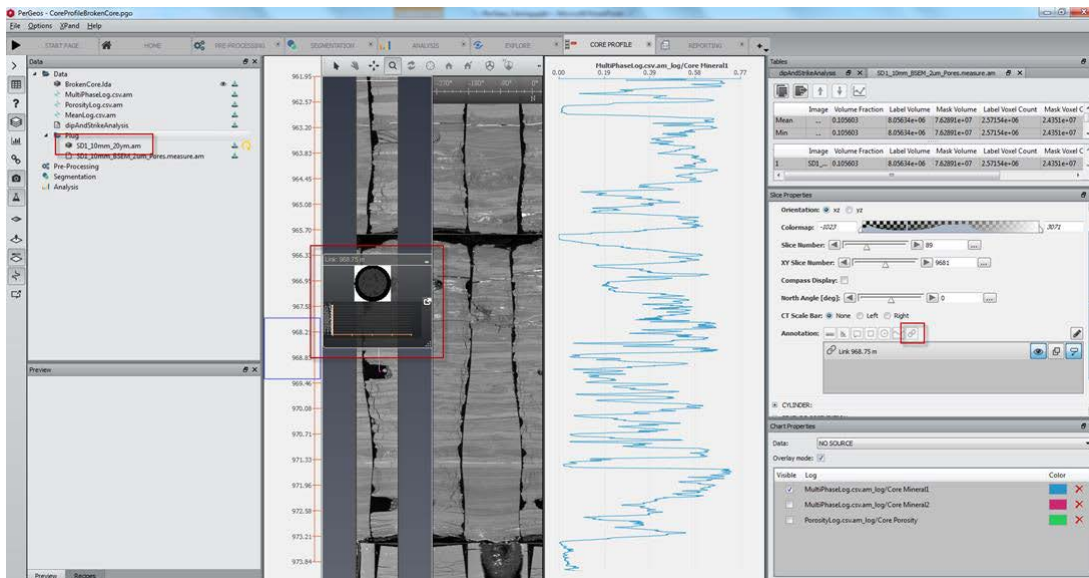 PerGeos - CoreProfileBrokenCore.pgo
File Options XPand Help
START PAGE HOME PRE-PROCESSING SEGMENTATION ANALYSIS EXPLORE CORE PROFILE REPORTING
Data
Data
BrokenCore.lda
MultiPhaseLog.csv.am
PorosityLog.csv.am
MeanLog.csv.am
dipAndStrikeAnalysis
Plug
SD1_10mm_20ym.am
SD1_10mm_BSEM_2um_Pores.measure.am
Pre-Processing
Segmentation
Analysis
Preview
Preview Recipes
961.95
962.57
963.20
963.82
964.45
965.08
965.70
966.33
966.95
967.58
968.21
968.83
969.46
970.08
970.71
971.33
971.96
972.58
973.21
973.84
Link: 968.75 m
MultiPhaseLog.csv.am_log/Core Mineral1
0.00 0.19 0.39 0.58 0.77
Tables
dipAndStrikeAnalysis SD1_10mm_BSEM_2um_Pores.measure.am
Image Volume Fraction Label Volume Mask Volume Label Voxel Count Mask Voxel C
Mean ... 0.105603 8.05634e+06 7.62891e+07 2.57154e+06 2.4351e+07
Min ... 0.105603 8.05634e+06 7.62891e+07 2.57154e+06 2.4351e+07
Image Volume Fraction Label Volume Mask Volume Label Voxel Count Mask Voxel C
1 SD1_... 0.105603 8.05634e+06 7.62891e+07 2.57154e+06 2.4351e+07
Slice Properties
Orientation: xz yz
Colormap: -1023 3071
Slice Number: 89 ...
XY Slice Number: 9681 ...
Compass Display:
North Angle [deg]: 0 ...
CT Scale Bar: None Left Right
Annotation:
Link 968.75 m
CYLINDER:
Chart Properties
Data: NO SOURCE
Overlay mode:
Visible Log Color
MultiPhaseLog.csv.am_log/Core Mineral1
MultiPhaseLog.csv.am_log/Core Mineral2
PorosityLog.csv.am_log/Core Porosity